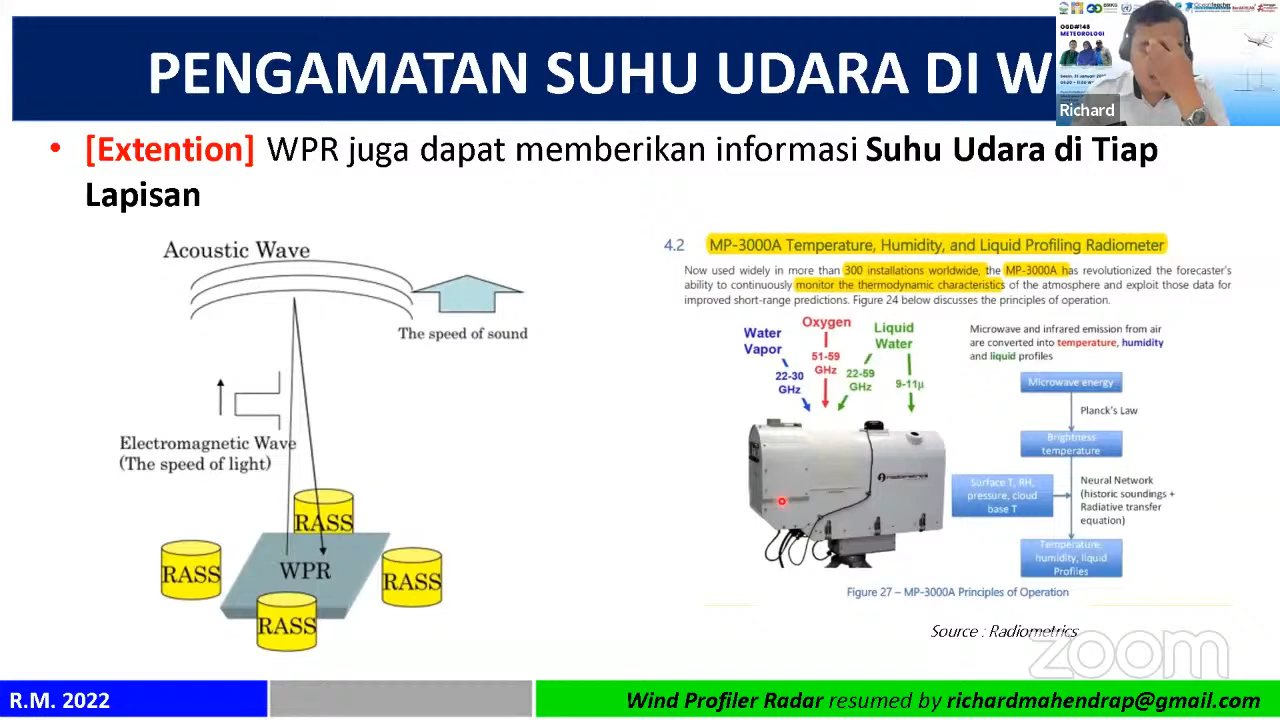 PENGAMATAN SUHU UDARA DI W
OGD#148
METEOROLOGI
Richard
• [Extention] WPR juga dapat memberikan informasi Suhu Udara di Tiap
Lapisan
Acoustic Wave
The speed of sound
Electromagnetic Wave
(The speed of light)
RASS
RASS
WPR
RASS
RASS
4.2 MP-3000A Temperature, Humidity, and Liquid Profiling Radiometer
Now used widely in more than 300 installations worldwide, the MP-3000A has revolutionized the forecaster's
ability to continuously monitor the thermodynamic characteristics of the atmosphere and exploit those data for
improved short-range predictions. Figure 24 below discusses the principles of operation.
Water
Vapor
Oxygen
Liquid
Water
22-30
GHz
51-59
GHz
22-59
GHz
9-11µ
radiometrics
Microwave and infrared emission from air
are converted into temperature, humidity
and liquid profiles
Microwave energy
Planck's Law
Brightness
temperature
Surface T, RH,
pressure, cloud
base T
Neural Network
(historic soundings +
Radiative transfer
equation)
Temperature,
humidity, liquid
Profiles
Figure 27 – MP-3000A Principles of Operation
Source : Radiometrics
zoom
R.M. 2022
Wind Profiler Radar resumed by richardmahendrap@gmail.com